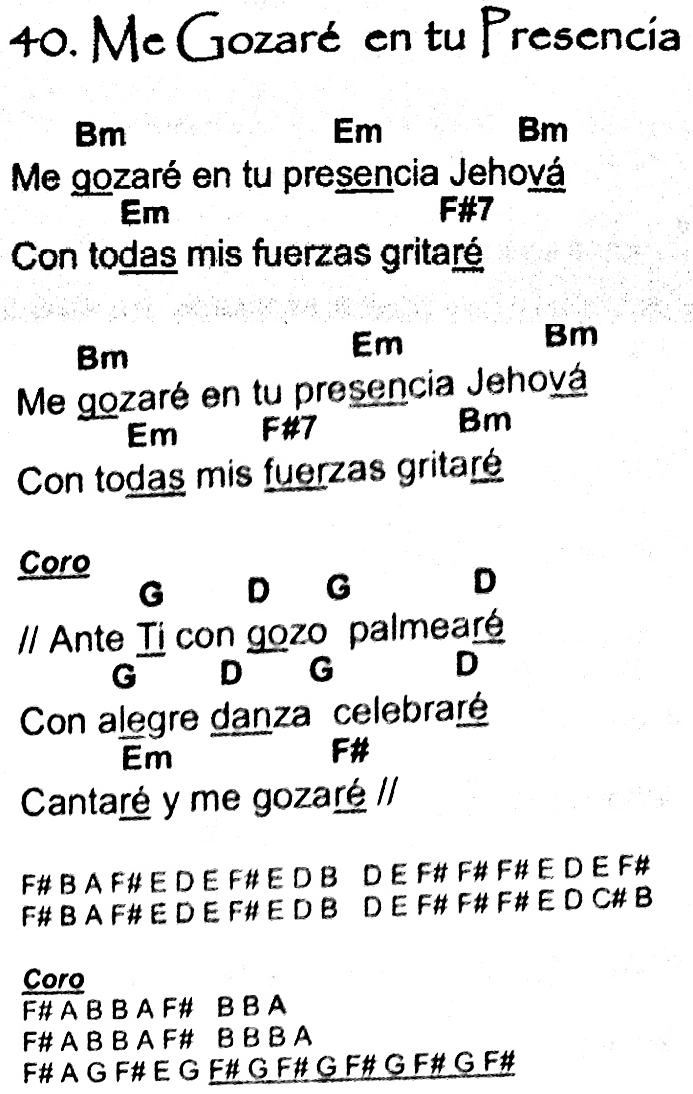 40. Me Gozaré en tu Presencia
Bm Em Bm
Me gozaré en tu presencia Jehová
Em F#7
Con todas mis fuerzas gritaré
Bm Em Bm
Me gozaré en tu presencia Jehová
Em F#7 Bm
Con todas mis fuerzas gritaré
Coro
G D G D
// Ante Ti con gozo palmearé
G D G D
Con alegre danza celebraré
Em F#
Cantaré y me gozaré //
F# B A F# E D E F# E D B D E F# F# F# E D E F#
F# B A F# E D E F# E D B D E F# F# F# E D C# B
Coro
F# A B B A F# B B A
F# A B B A F# B B B A
F# A G F# E G F# G F# G F# G F# G F#